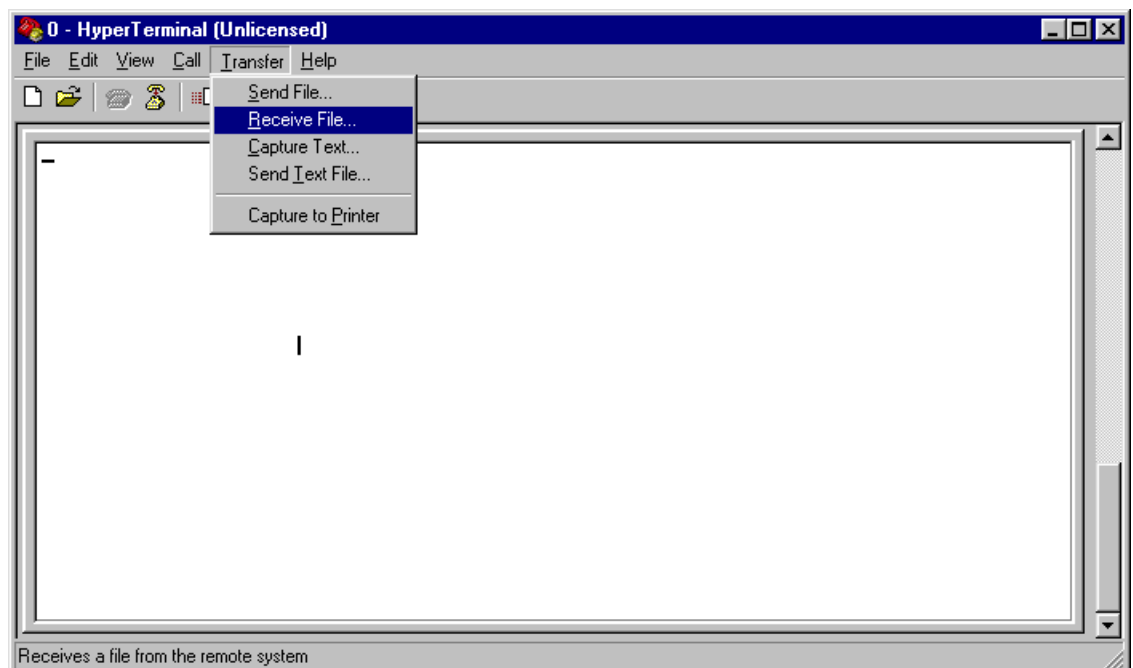 0 - HyperTerminal (Unlicensed)
File Edit View Call Transfer Help
Send File...
Receive File...
Capture Text...
Send Text File...
Capture to Printer
Receives a file from the remote system